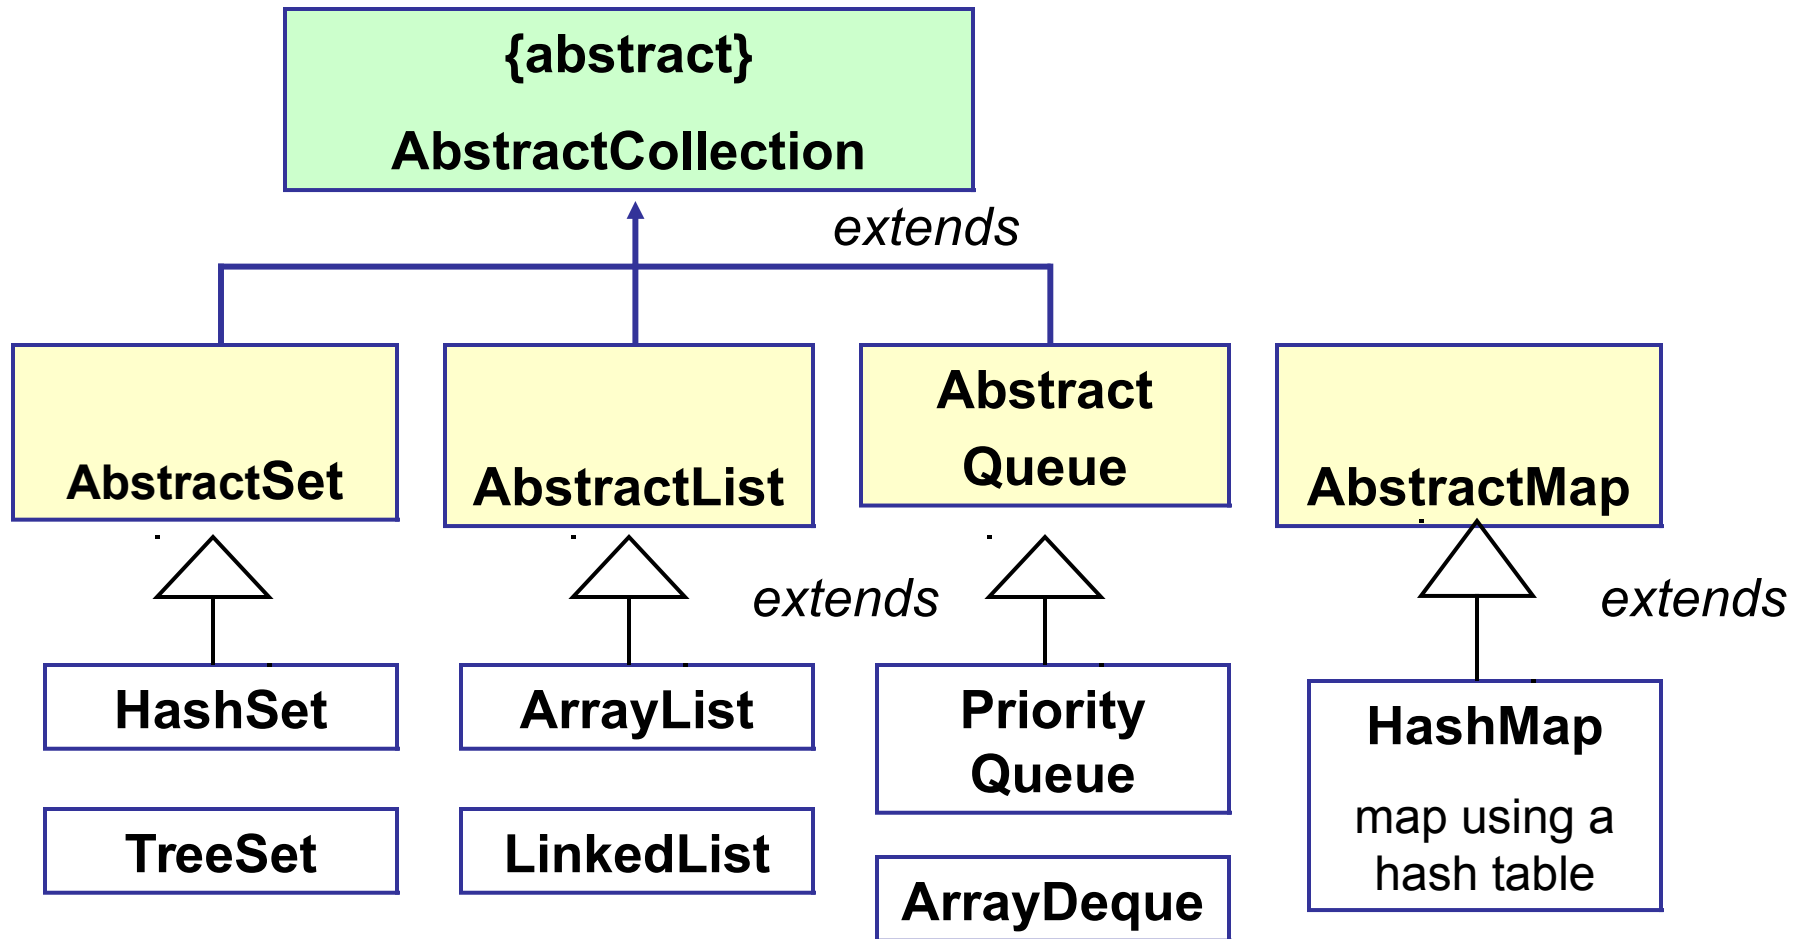 {abstract}
AbstractCollection
extends
AbstractSet
AbstractList
Abstract
Queue
AbstractMap
extends
extends
HashSet
ArrayList
Priority
Queue
HashMap
map using a
hash table
TreeSet
LinkedList
ArrayDeque